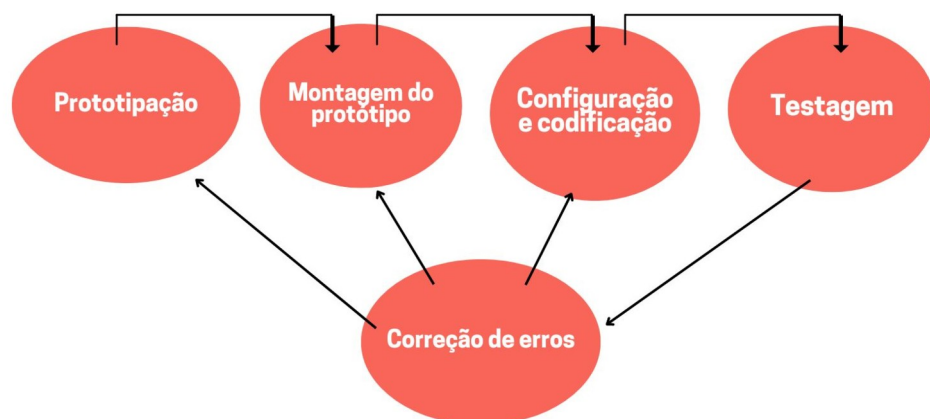 Prototipação
Montagem do
protótipo
Configuração
e codificação
Testagem
Correção de erros